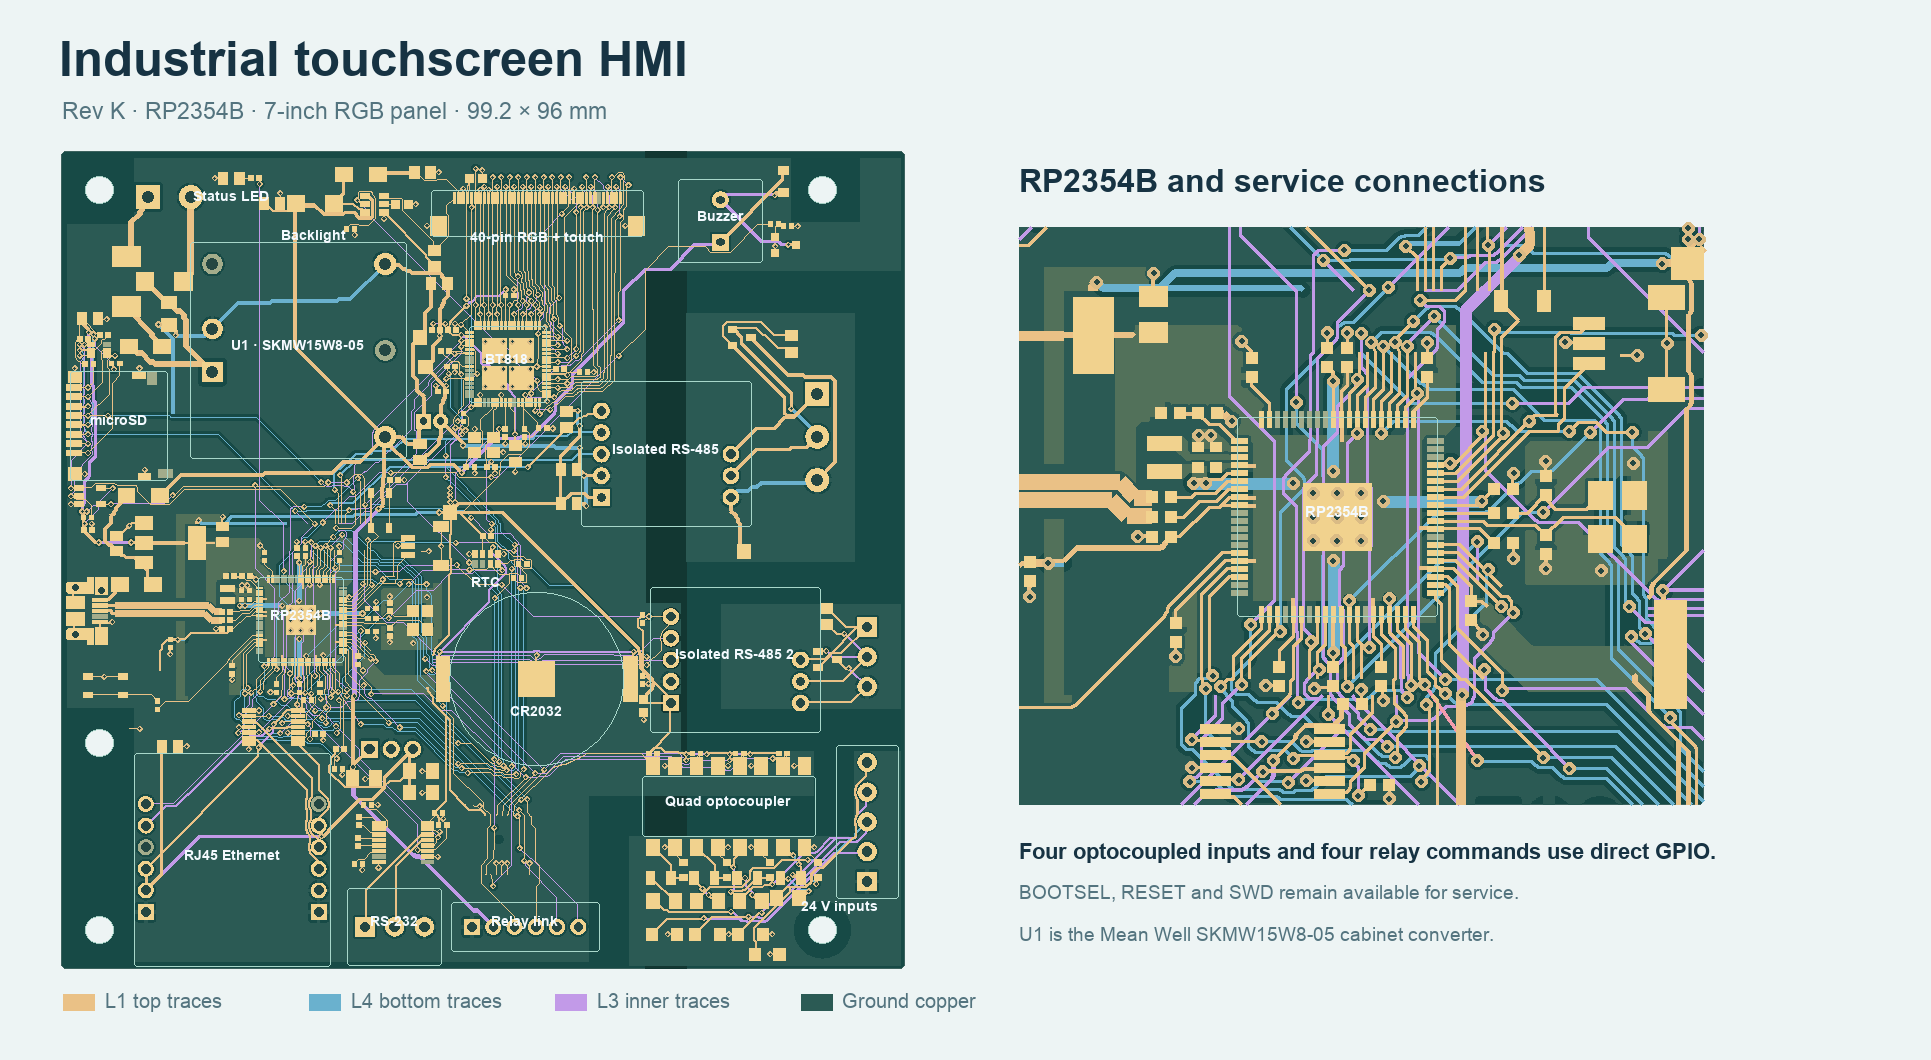 Industrial touchscreen HMI
Rev K · RP2354B · 7-inch RGB panel · 99.2 × 96 mm
Status LED
Backlight
40-pin RGB + touch
Buzzer
U1 · SKMW15W8-05
BT818
microSD
Isolated RS-485
RTC
RP2354B
Isolated RS-485 2
CR2032
Quad optocoupler
RJ45 Ethernet
24 V inputs
RS-232
Relay link
L1 top traces
L4 bottom traces
L3 inner traces
Ground copper
RP2354B and service connections
RP2354B
Four optocoupled inputs and four relay commands use direct GPIO.
BOOTSEL, RESET and SWD remain available for service.
U1 is the Mean Well SKMW15W8-05 cabinet converter.